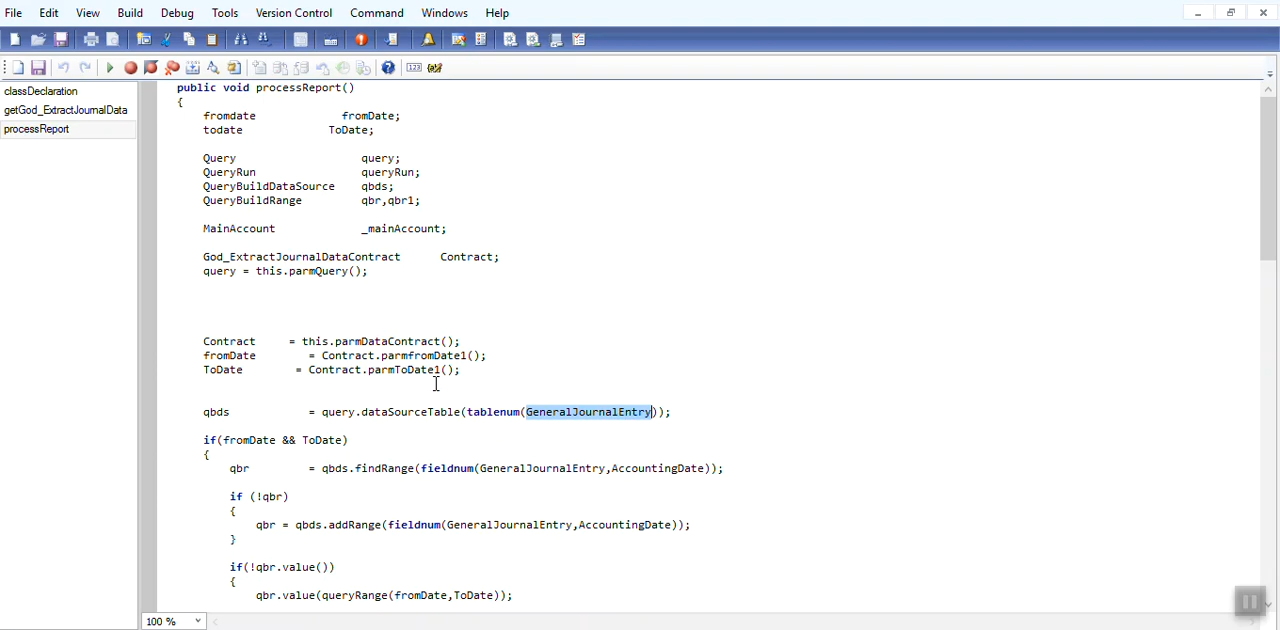 File Edit View Build Debug Tools Version Control Command Windows Help
classDeclaration
getGod_ExtractJournalData
processReport
public void processReport()
{
fromdate fromDate;
todate ToDate;
Query query;
QueryRun queryRun;
QueryBuildDataSource qbds;
QueryBuildRange qbr,qbr1;
MainAccount _mainAccount;
God_ExtractJournalDataContract Contract;
query = this.parmQuery();
Contract = this.parmDataContract();
fromDate = Contract.parmfromDate1();
ToDate = Contract.parmToDate1();
qbds = query.dataSourceTable(tablenum(GeneralJournalEntry));
if(fromDate && ToDate)
{
qbr = qbds.findRange(fieldnum(GeneralJournalEntry,AccountingDate));
if (!qbr)
{
qbr = qbds.addRange(fieldnum(GeneralJournalEntry,AccountingDate));
}
if(!qbr.value())
{
qbr.value(queryRange(fromDate,ToDate));
100 %